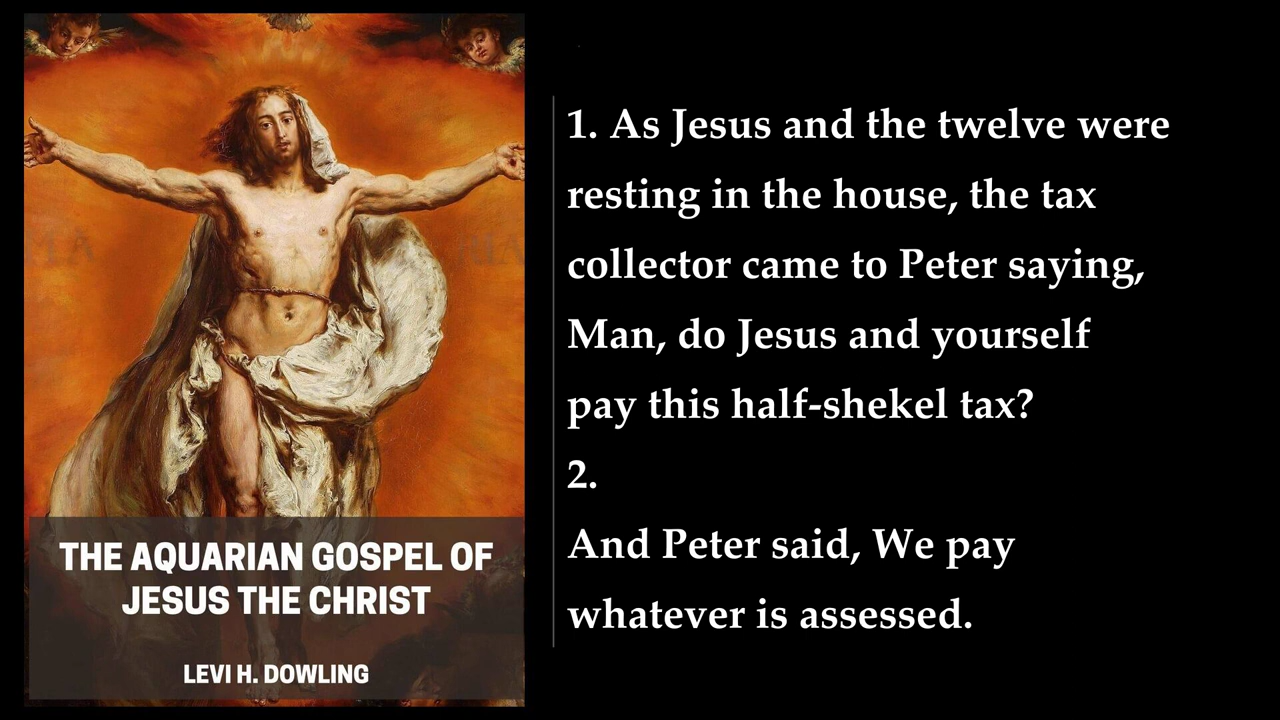 THE AQUARIAN GOSPEL OF
JESUS THE CHRIST
LEVI H. DOWLING
1. As Jesus and the twelve were
resting in the house, the tax
collector came to Peter saying,
Man, do Jesus and yourself
pay this half-shekel tax?
2.
And Peter said, We pay
whatever is assessed.